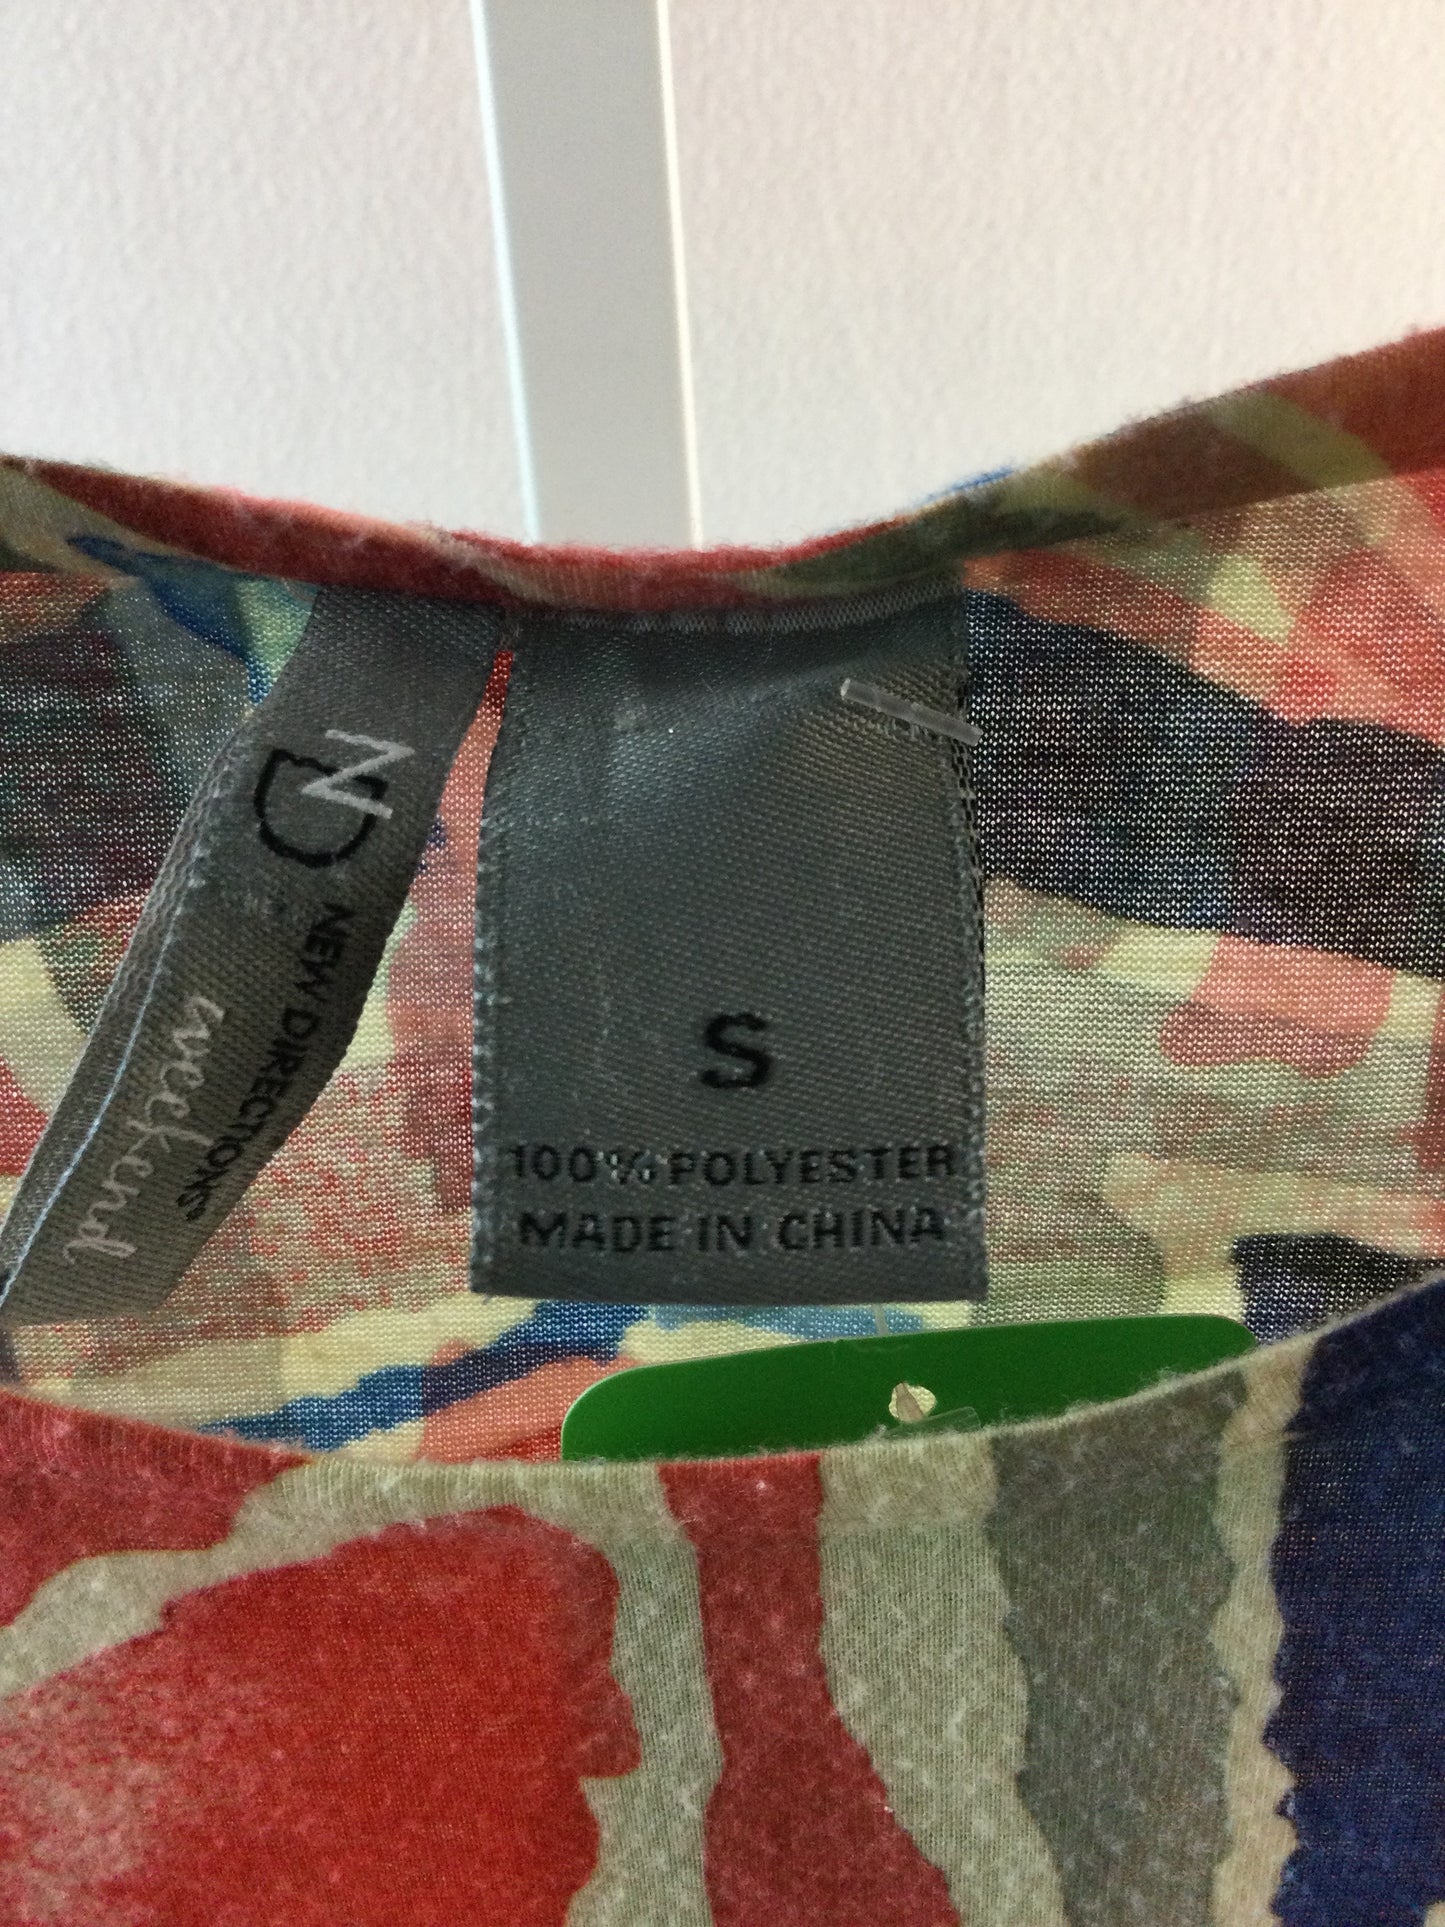 ND
NEW DIRECTIONS
weekend
S
100% POLYESTER
MADE IN CHINA